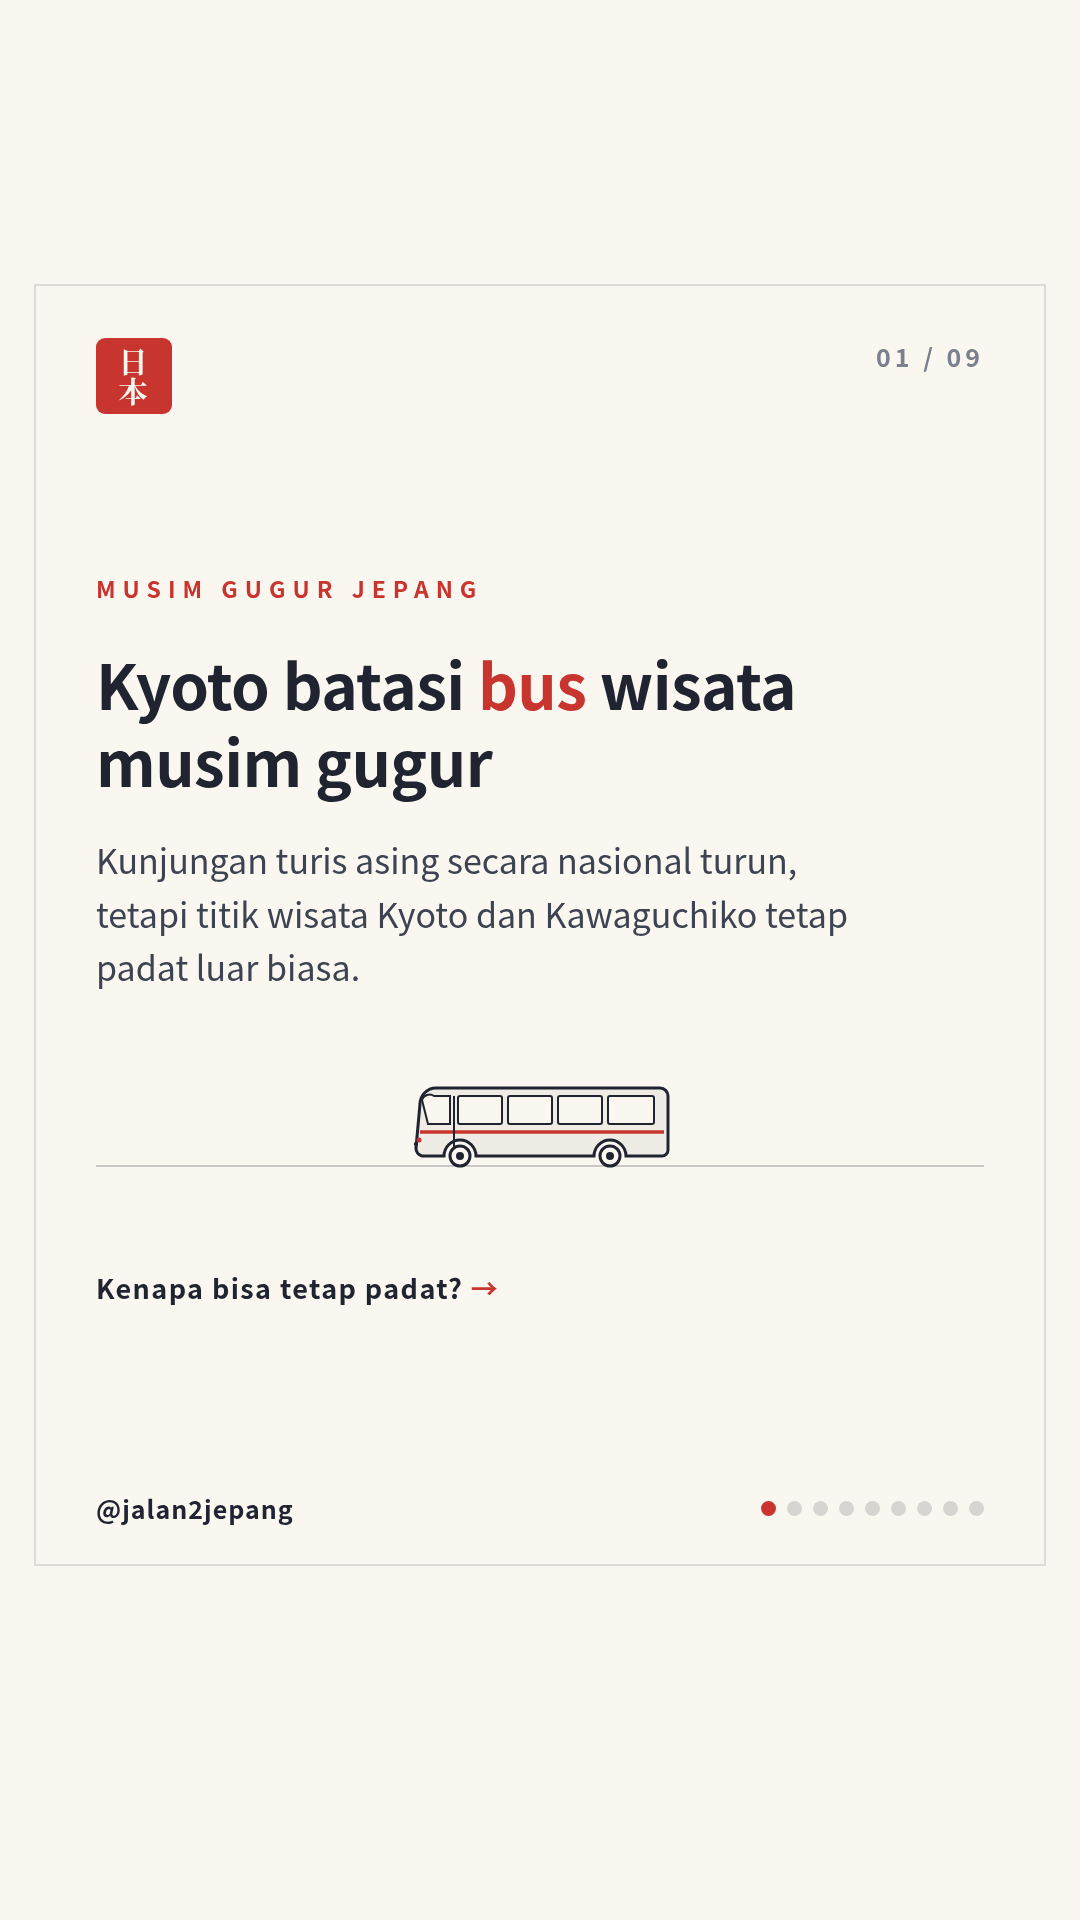 日本
01 / 09
MUSIM GUGUR JEPANG
Kyoto batasi bus wisata
musim gugur
Kunjungan turis asing secara nasional turun,
tetapi titik wisata Kyoto dan Kawaguchiko tetap
padat luar biasa.
Kenapa bisa tetap padat? →
@jalan2jepang